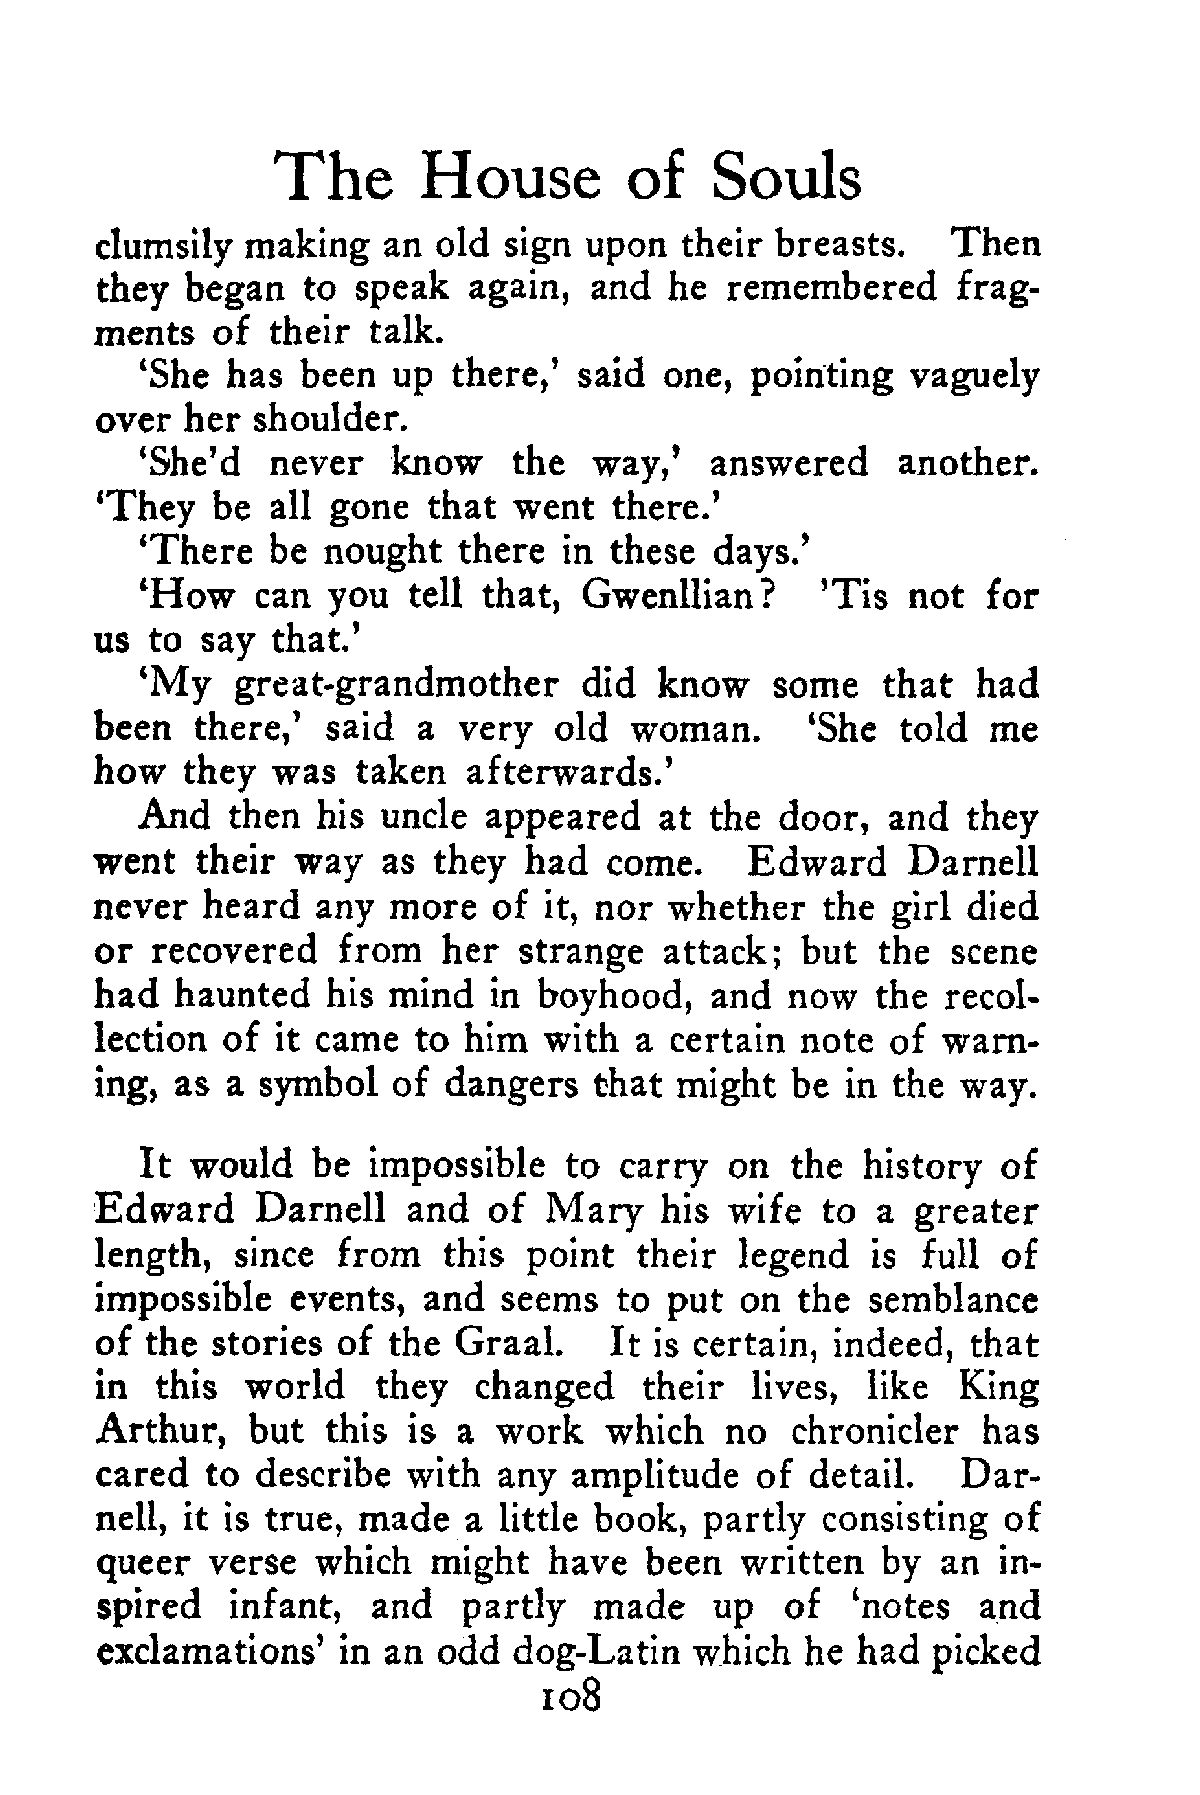 The House of Souls
clumsily making an old sign upon their breasts. Then
they began to speak again, and he remembered frag-
ments of their talk.
‘She has been up there,’ said one, pointing vaguely
over her shoulder.
‘She’d never know the way,’ answered another.
‘They be all gone that went there.’
‘There be nought there in these days.’
‘How can you tell that, Gwenllian? ’Tis not for
us to say that.’
‘My great-grandmother did know some that had
been there,’ said a very old woman. ‘She told me
how they was taken afterwards.’
And then his uncle appeared at the door, and they
went their way as they had come. Edward Darnell
never heard any more of it, nor whether the girl died
or recovered from her strange attack; but the scene
had haunted his mind in boyhood, and now the recol-
lection of it came to him with a certain note of warn-
ing, as a symbol of dangers that might be in the way.
It would be impossible to carry on the history of
Edward Darnell and of Mary his wife to a greater
length, since from this point their legend is full of
impossible events, and seems to put on the semblance
of the stories of the Graal. It is certain, indeed, that
in this world they changed their lives, like King
Arthur, but this is a work which no chronicler has
cared to describe with any amplitude of detail. Dar-
nell, it is true, made a little book, partly consisting of
queer verse which might have been written by an in-
spired infant, and partly made up of ‘notes and
exclamations’ in an odd dog-Latin which he had picked
108